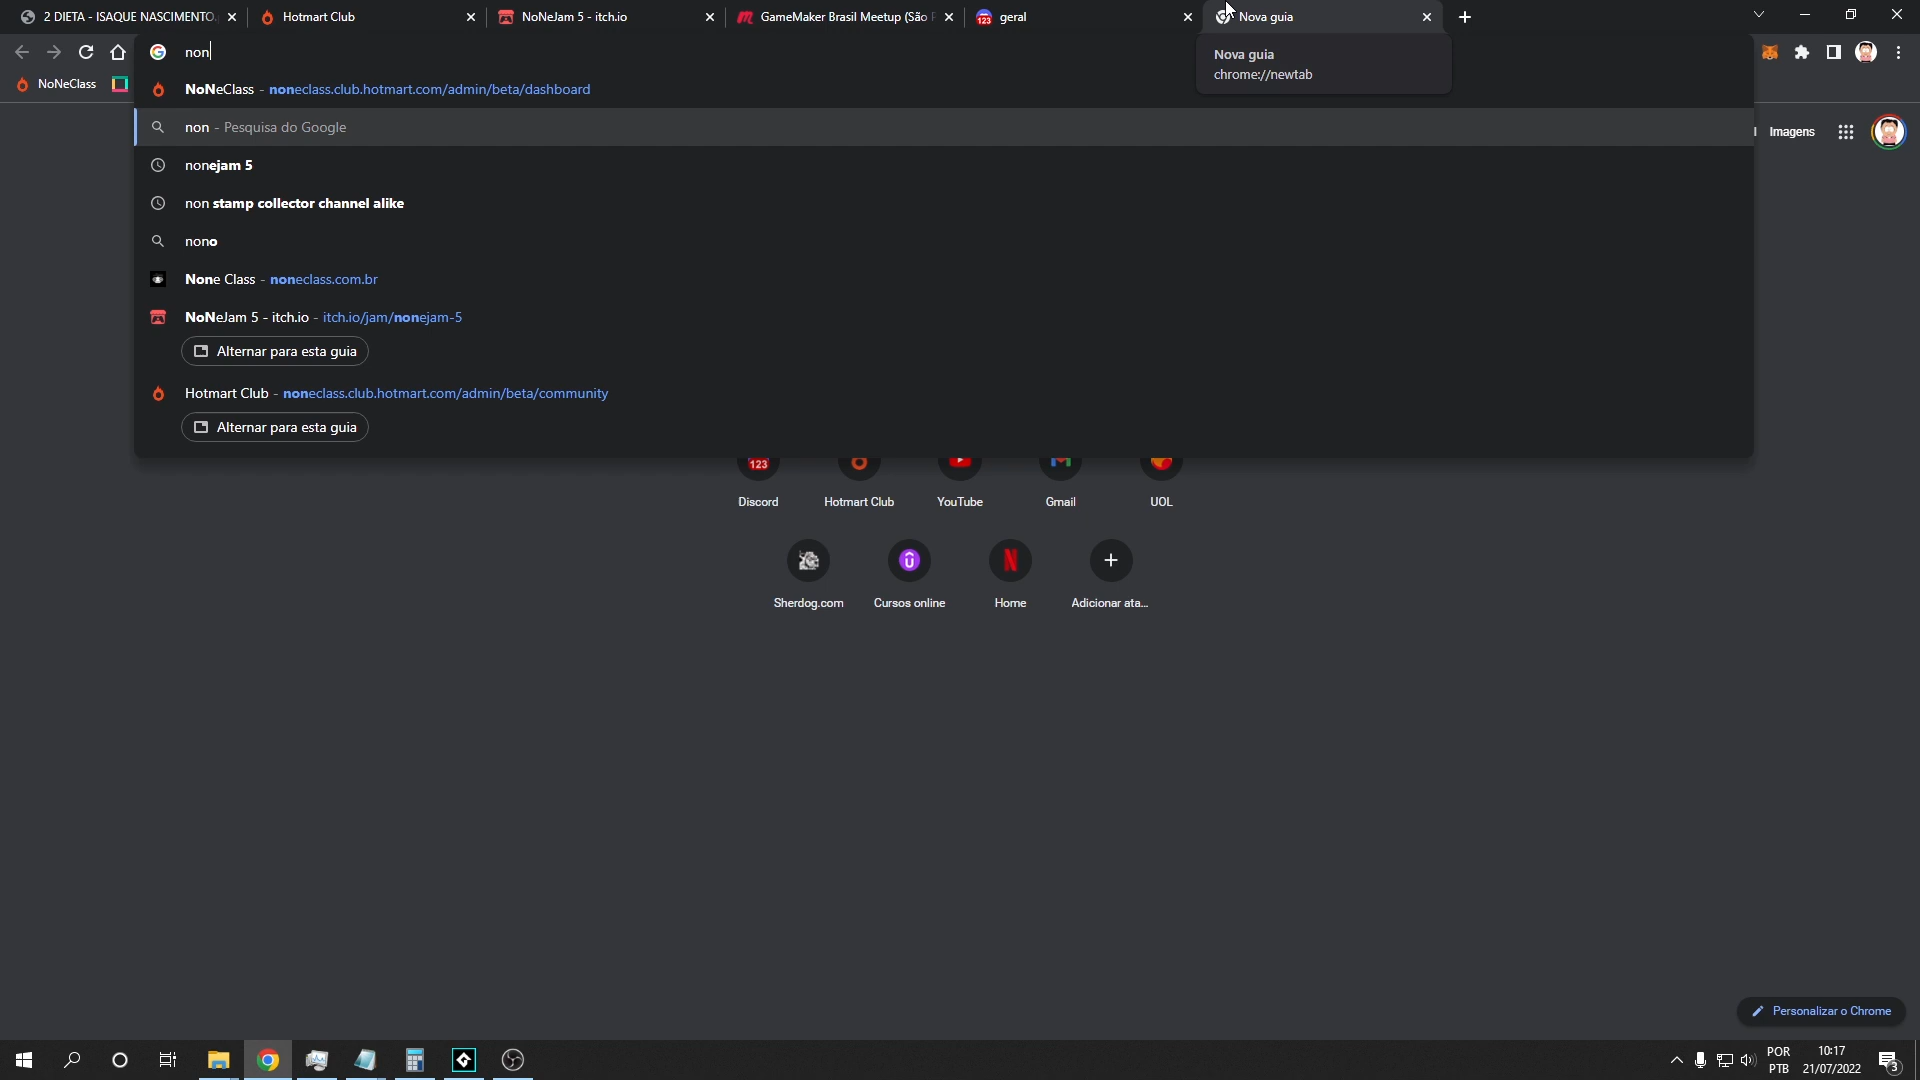 2 DIETA - ISAQUE NASCIMENTO.
Hotmart Club
NoNeJam 5 - itch.io
GameMaker Brasil Meetup (São P
geral
Nova guia
non
Nova guia
chrome://newtab
NoNeClass
NoNeClass - noneclass.club.hotmart.com/admin/beta/dashboard
non - Pesquisa do Google
Imagens
nonejam 5
non stamp collector channel alike
nono
None Class - noneclass.com.br
NoNeJam 5 - itch.io - itch.io/jam/nonejam-5
Alternar para esta guia
Hotmart Club - noneclass.club.hotmart.com/admin/beta/community
Alternar para esta guia
123
Discord
Hotmart Club
YouTube
Gmail
UOL
Sherdog.com
Cursos online
Home
Adicionar ata...
Personalizar o Chrome
POR
PTB
10:17
21/07/2022
3